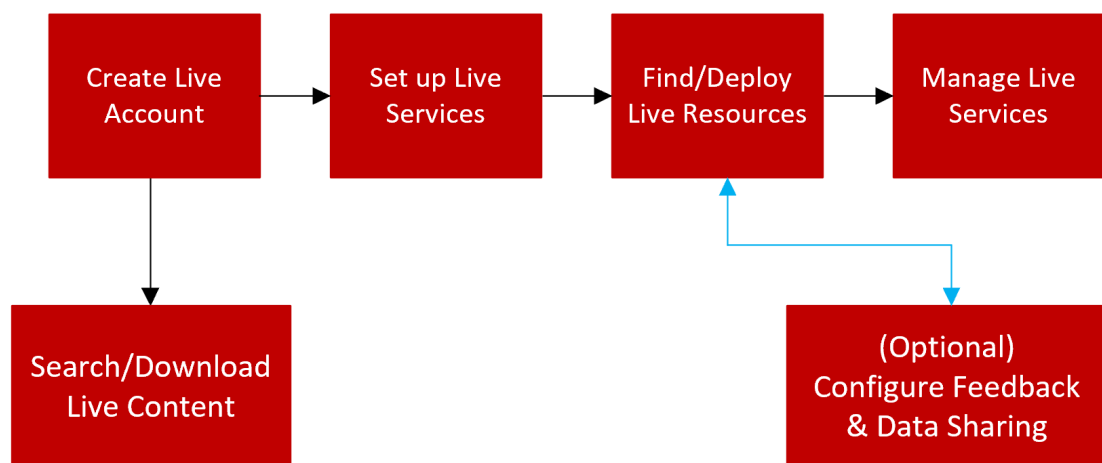 Create Live
Account
Set up Live
Services
Find/Deploy
Live Resources
Manage Live
Services
Search/Download
Live Content
(Optional)
Configure Feedback
& Data Sharing